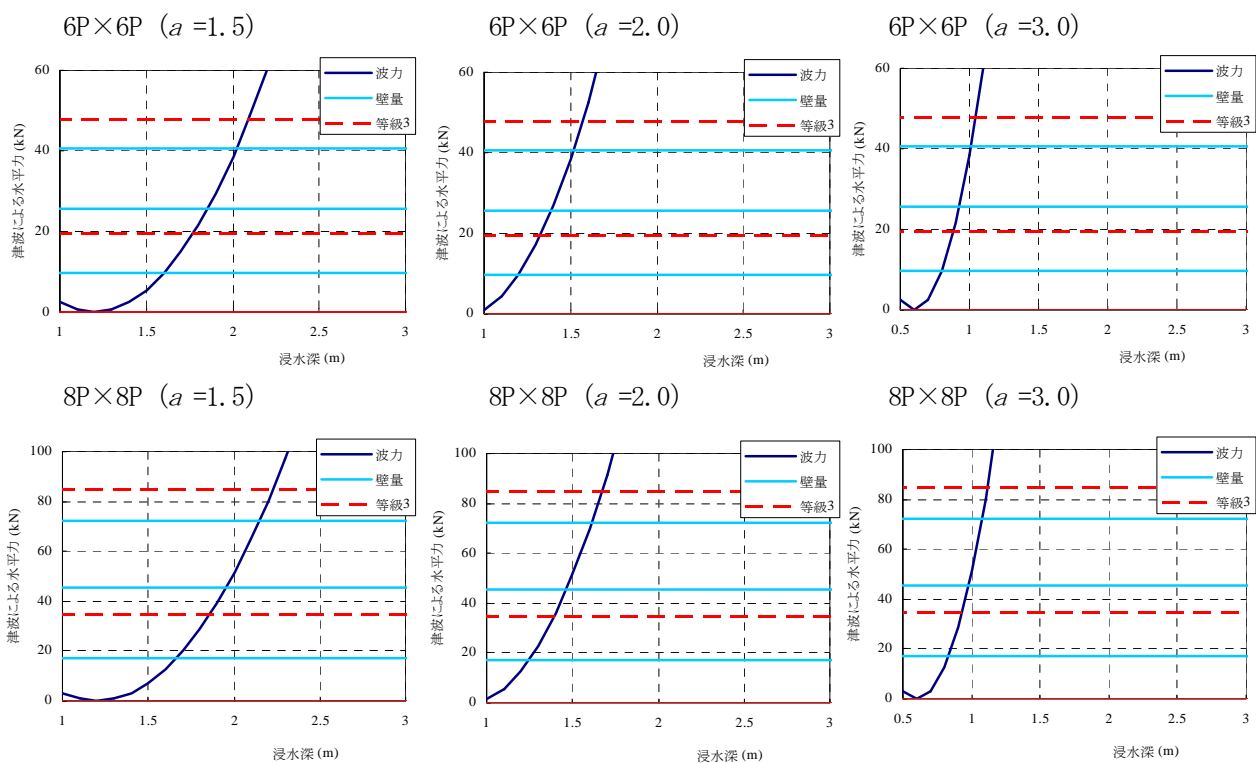 6P×6P (a =1.5)
60
40
20
0
1
1.5
2
2.5
3
津波による水平力 (kN)
浸水深 (m)
波力
壁量
等級3
6P×6P (a =2.0)
60
40
20
0
1
1.5
2
2.5
3
津波による水平力 (kN)
浸水深 (m)
波力
壁量
等級3
6P×6P (a =3.0)
60
40
20
0
0.5
1
1.5
2
2.5
3
津波による水平力 (kN)
浸水深 (m)
波力
壁量
等級3
8P×8P (a =1.5)
100
80
60
40
20
0
1
1.5
2
2.5
3
津波による水平力 (kN)
浸水深 (m)
波力
壁量
等級3
8P×8P (a =2.0)
100
80
60
40
20
0
1
1.5
2
2.5
3
津波による水平力 (kN)
浸水深 (m)
波力
壁量
等級3
8P×8P (a =3.0)
100
80
60
40
20
0
0.5
1
1.5
2
2.5
3
津波による水平力 (kN)
浸水深 (m)
波力
壁量
等級3